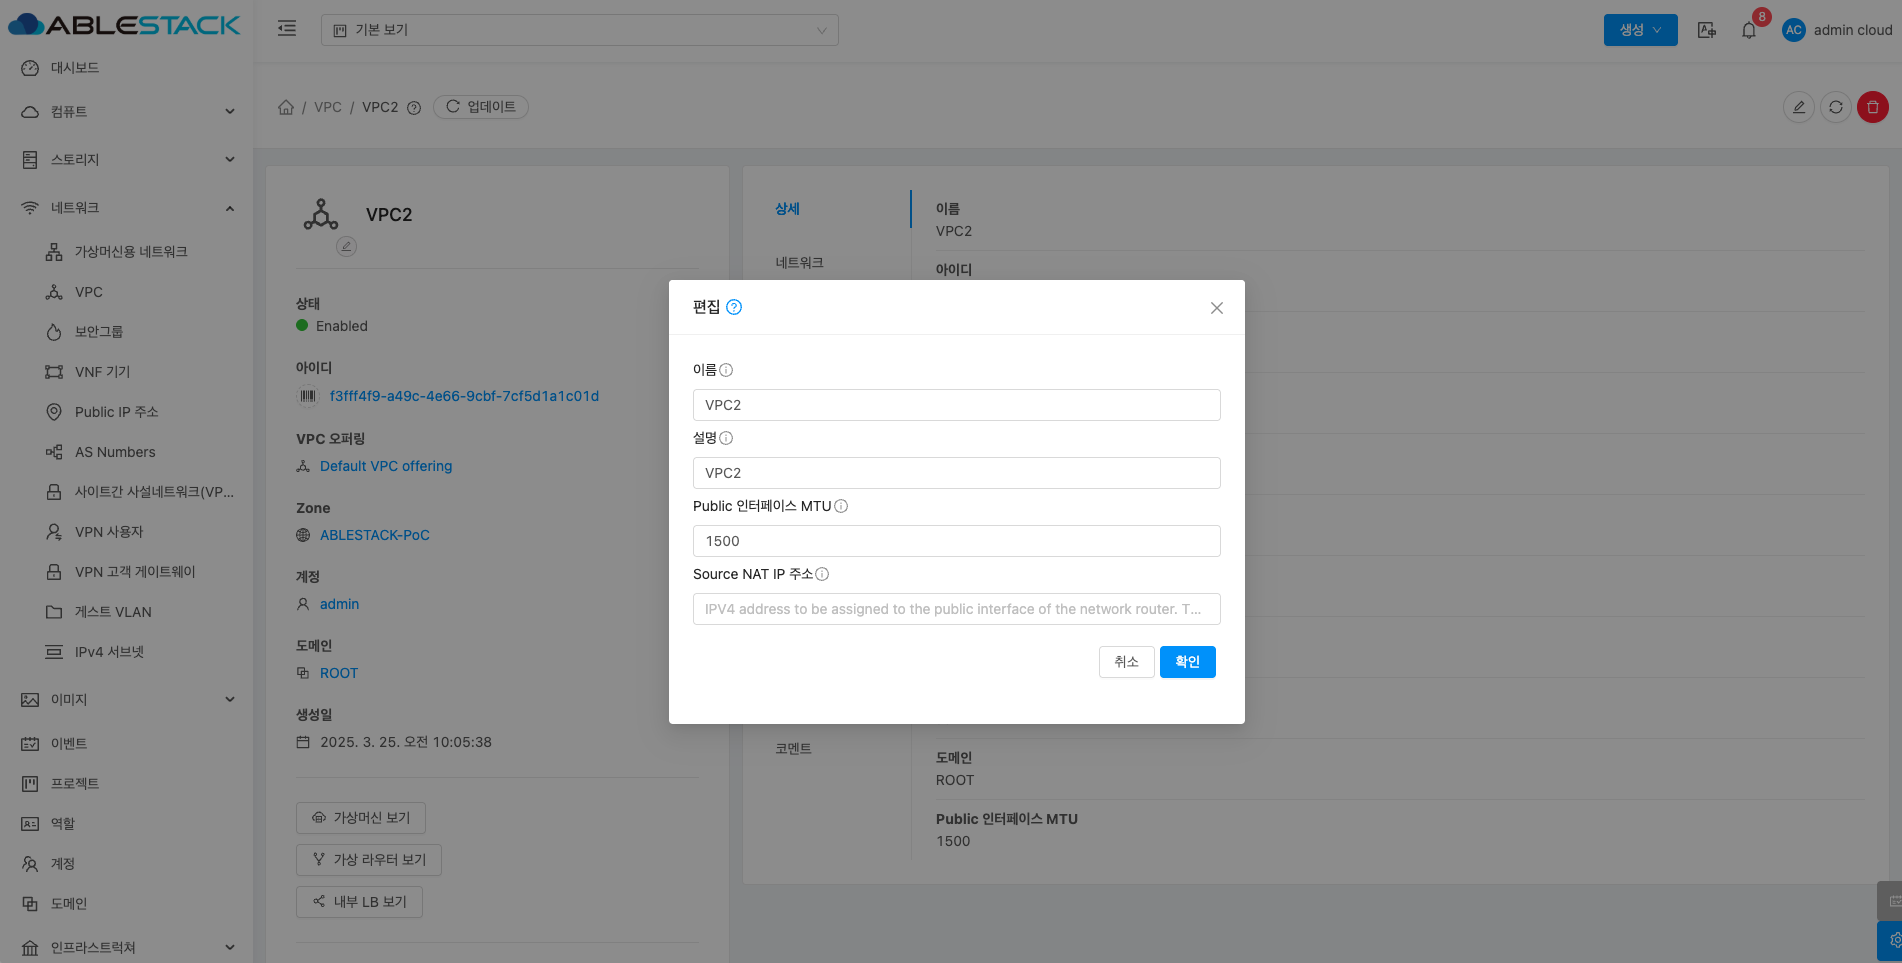 ABLESTACK
기본 보기
생성
8
AC
admin cloud
대시보드
컴퓨트
스토리지
네트워크
가상머신용 네트워크
VPC
보안그룹
VNF 기기
Public IP 주소
AS Numbers
사이트간 사설네트워크(VP...
VPN 사용자
VPN 고객 게이트웨이
게스트 VLAN
IPv4 서브넷
이미지
이벤트
프로젝트
역할
계정
도메인
인프라스트럭쳐
/ VPC / VPC2
업데이트
VPC2
상태
Enabled
아이디
f3fff4f9-a49c-4e66-9cbf-7cf5d1a1c01d
VPC 오퍼링
Default VPC offering
Zone
ABLESTACK-PoC
계정
admin
도메인
ROOT
생성일
2025. 3. 25. 오전 10:05:38
가상머신 보기
가상 라우터 보기
내부 LB 보기
상세
네트워크
코멘트
이름
VPC2
아이디
도메인
ROOT
Public 인터페이스 MTU
1500
편집
이름
VPC2
설명
VPC2
Public 인터페이스 MTU
1500
Source NAT IP 주소
IPV4 address to be assigned to the public interface of the network router. T...
취소
확인